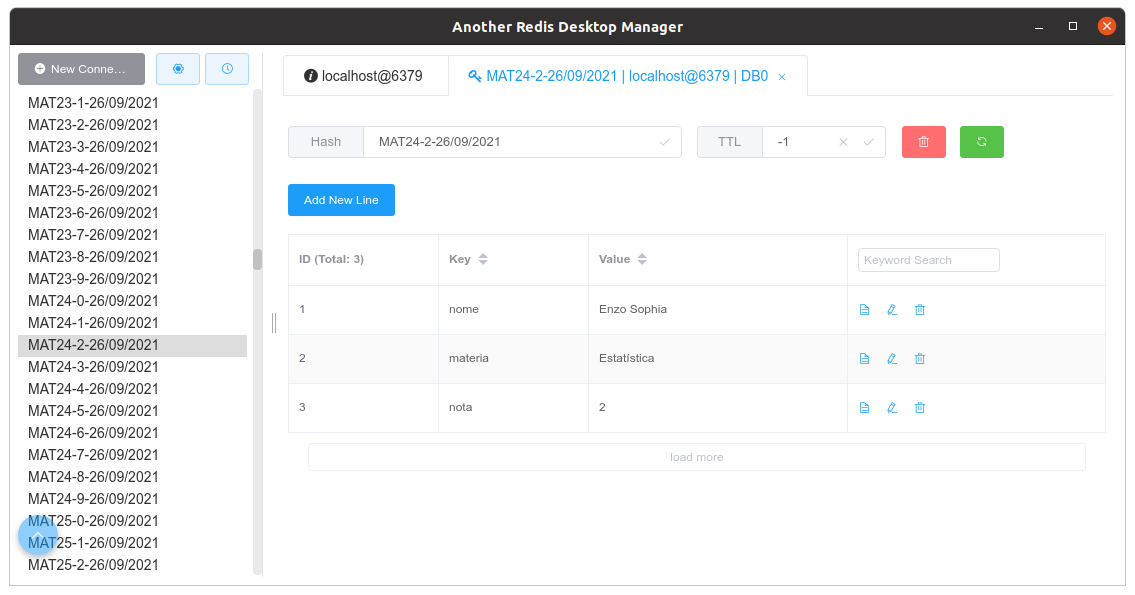 Another Redis Desktop Manager
New Conne...
MAT23-1-26/09/2021
MAT23-2-26/09/2021
MAT23-3-26/09/2021
MAT23-4-26/09/2021
MAT23-5-26/09/2021
MAT23-6-26/09/2021
MAT23-7-26/09/2021
MAT23-8-26/09/2021
MAT23-9-26/09/2021
MAT24-0-26/09/2021
MAT24-1-26/09/2021
MAT24-2-26/09/2021
MAT24-3-26/09/2021
MAT24-4-26/09/2021
MAT24-5-26/09/2021
MAT24-6-26/09/2021
MAT24-7-26/09/2021
MAT24-8-26/09/2021
MAT24-9-26/09/2021
MAT25-0-26/09/2021
MAT25-1-26/09/2021
MAT25-2-26/09/2021
localhost@6379
MAT24-2-26/09/2021 | localhost@6379 | DB0
Hash MAT24-2-26/09/2021 TTL -1
Add New Line
ID (Total: 3) Key Value Keyword Search
1 nome Enzo Sophia
2 materia Estatística
3 nota 2
load more